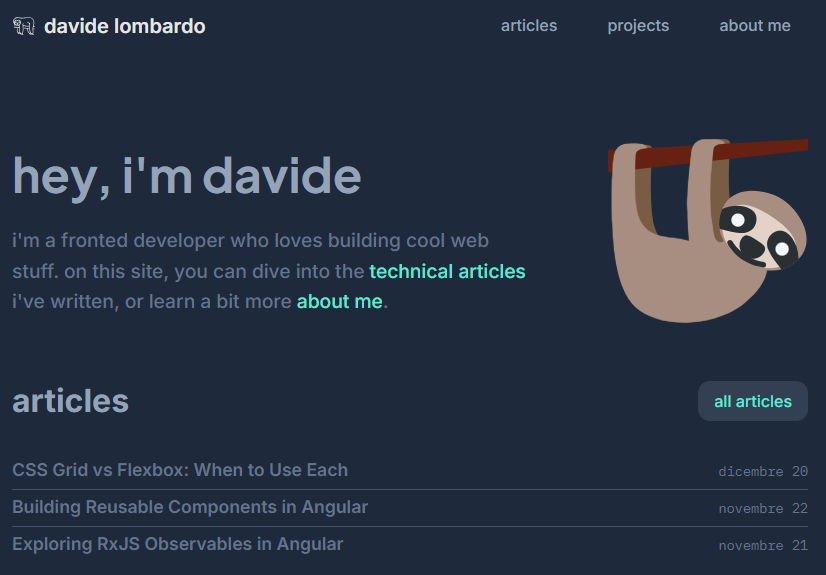 davide lombardo
articles
projects
about me
hey, i'm davide
i'm a fronted developer who loves building cool web
stuff. on this site, you can dive into the technical articles
i've written, or learn a bit more about me.
articles
all articles
CSS Grid vs Flexbox: When to Use Each
dicembre 20
Building Reusable Components in Angular
novembre 22
Exploring RxJS Observables in Angular
novembre 21